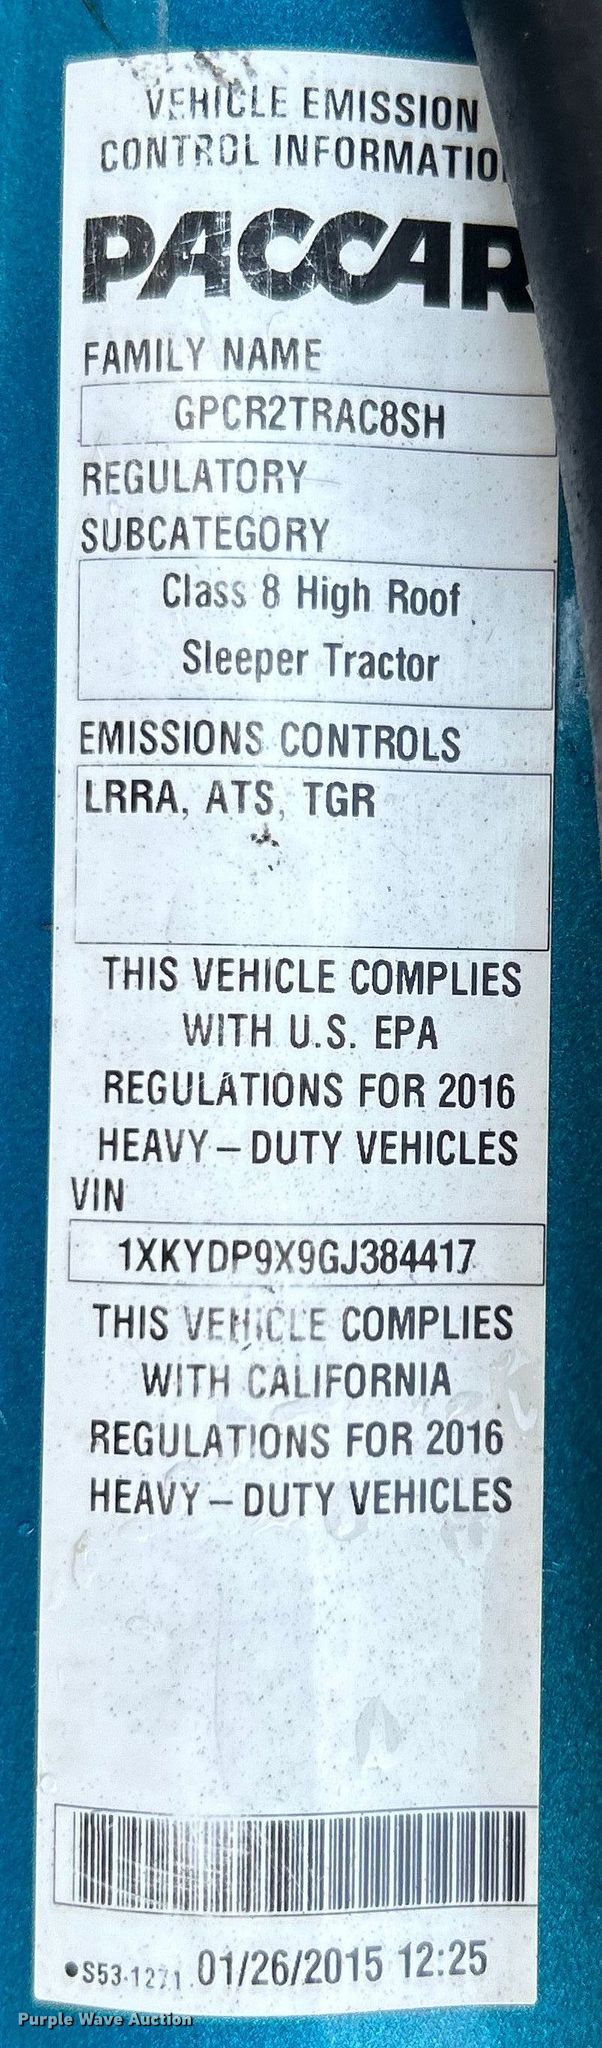 VEHICLE EMISSION
CONTROL INFORMATIO
PACCAR
FAMILY NAME
GPCR2TRAC8SH
REGULATORY
SUBCATEGORY
Class 8 High Roof
Sleeper Tractor
EMISSIONS CONTROLS
LRRA, ATS, TGR
THIS VEHICLE COMPLIES
WITH U.S. EPA
REGULATIONS FOR 2016
HEAVY – DUTY VEHICLES
VIN
1XKYDP9X9GJ384417
THIS VEHICLE COMPLIES
WITH CALIFORNIA
REGULATIONS FOR 2016
HEAVY – DUTY VEHICLES
•S53-1271 01/26/2015 12:25
Purple Wave Auction